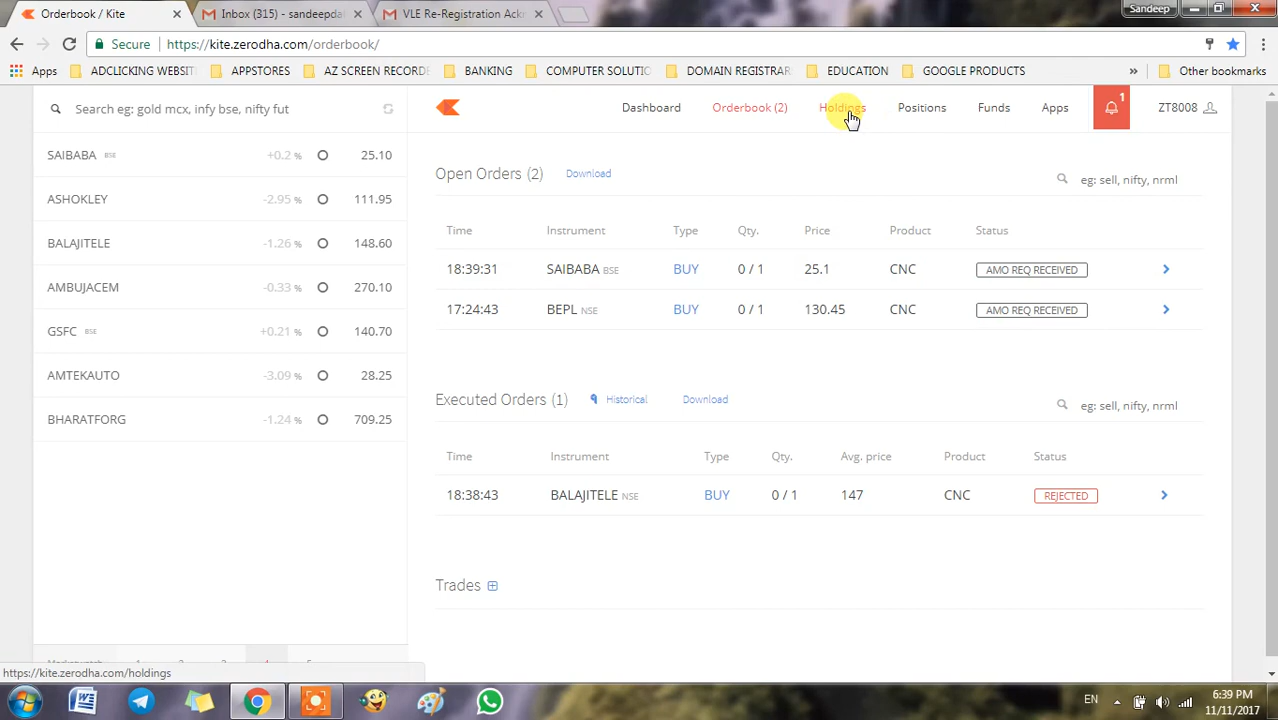 Orderbook / Kite
Inbox (315) - sandeepdal
VLE Re-Registration Ackn
Sandeep
Secure
https://kite.zerodha.com/orderbook/
Apps
ADCLICKING WEBSIT
APPSTORES
AZ SCREEN RECORDE
BANKING
COMPUTER SOLUTIO
DOMAIN REGISTRAR
EDUCATION
GOOGLE PRODUCTS
»
Other bookmarks
Search eg: gold mcx, infy bse, nifty fut
Dashboard
Orderbook (2)
Holdings
Positions
Funds
Apps
1
ZT8008
SAIBABA BSE +0.2 % 25.10
ASHOKLEY -2.95 % 111.95
BALAJITELE -1.26 % 148.60
AMBUJACEM -0.33 % 270.10
GSFC BSE +0.21 % 140.70
AMTEKAUTO -3.09 % 28.25
BHARATFORG -1.24 % 709.25
Open Orders (2) Download eg: sell, nifty, nrml
Time Instrument Type Qty. Price Product Status
18:39:31 SAIBABA BSE BUY 0 / 1 25.1 CNC AMO REQ RECEIVED
17:24:43 BEPL NSE BUY 0 / 1 130.45 CNC AMO REQ RECEIVED
Executed Orders (1) Historical Download eg: sell, nifty, nrml
Time Instrument Type Qty. Avg. price Product Status
18:38:43 BALAJITELE NSE BUY 0 / 1 147 CNC REJECTED
Trades
https://kite.zerodha.com/holdings
EN
6:39 PM
11/11/2017